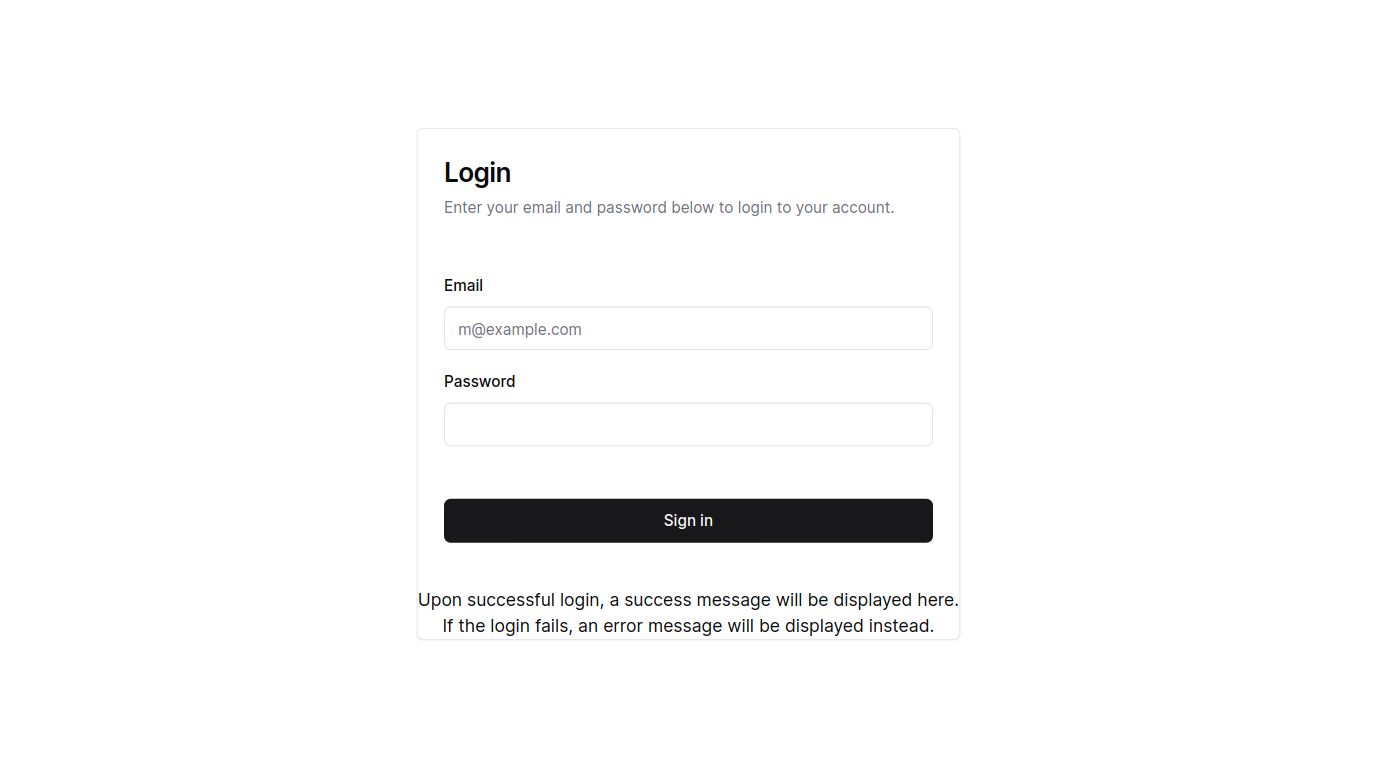 Login
Enter your email and password below to login to your account.
Email
m@example.com
Password
Sign in
Upon successful login, a success message will be displayed here.
If the login fails, an error message will be displayed instead.